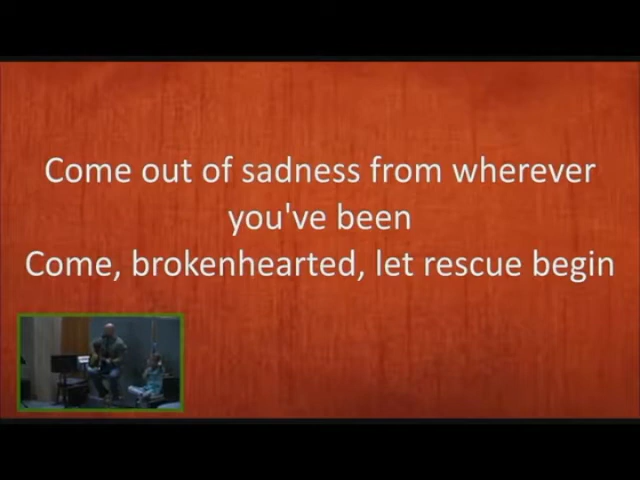 Come out of sadness from wherever
you've been
Come, brokenhearted, let rescue begin